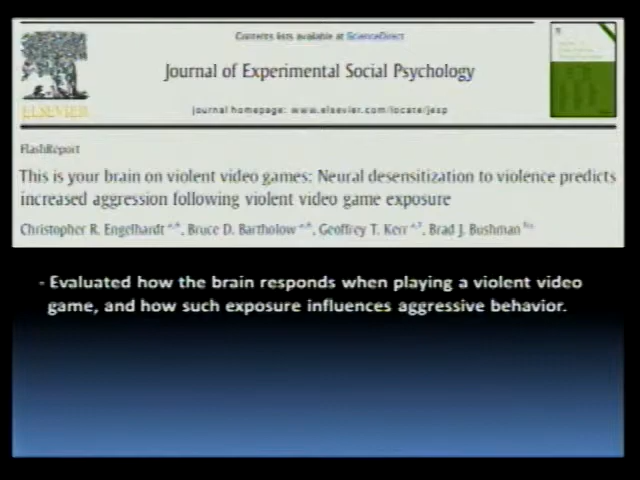 Contents lists available at ScienceDirect
Journal of Experimental Social Psychology
journal homepage: www.elsevier.com/locate/jesp
ELSEVIER
FlashReport
This is your brain on violent video games: Neural desensitization to violence predicts
increased aggression following violent video game exposure
Christopher R. Engelhardt, Bruce D. Bartholow, Geoffrey T. Kerr, Brad J. Bushman
- Evaluated how the brain responds when playing a violent video
game, and how such exposure influences aggressive behavior.